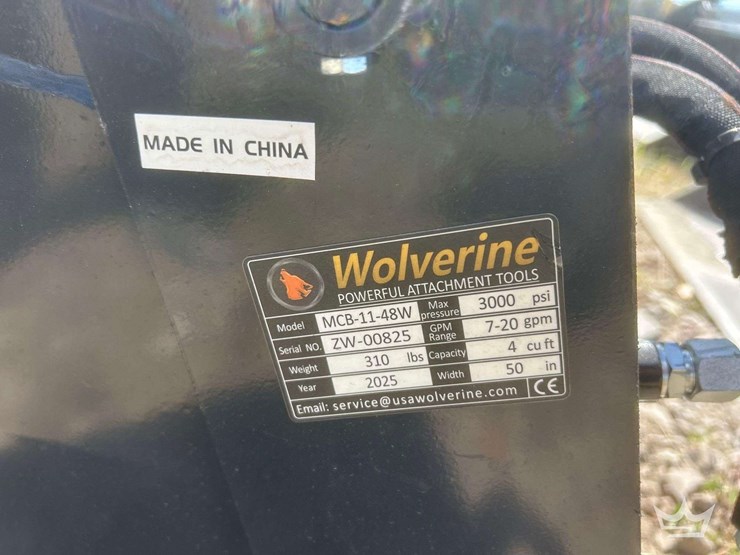 MADE IN CHINA
Wolverine
POWERFUL ATTACHMENT TOOLS
Model MCB-11-48W Max pressure 3000 psi
Serial NO. ZW-00825 GPM Range 7-20 gpm
Weight 310 lbs Capacity 4 cu ft
Year 2025 Width 50 in
Email: service@usawolverine.com CE